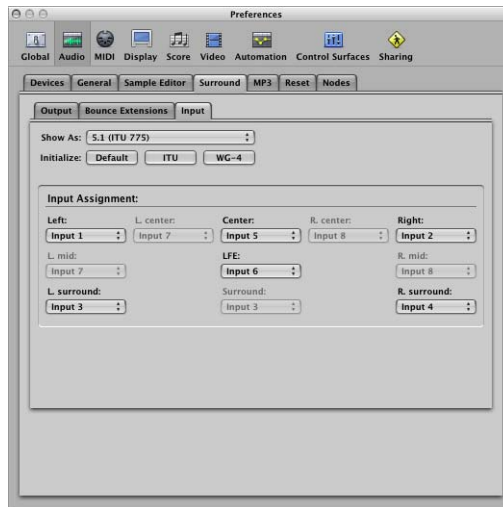 Preferences
Global Audio MIDI Display Score Video Automation Control Surfaces Sharing
Devices General Sample Editor Surround MP3 Reset Nodes
Output Bounce Extensions Input
Show As: 5.1 (ITU 775)
Initialize: Default ITU WG-4
Input Assignment:
Left: L. center: Center: R. center: Right:
Input 1 Input 7 Input 5 Input 8 Input 2
L. mid: LFE: R. mid:
Input 7 Input 6 Input 8
L. surround: Surround: R. surround:
Input 3 Input 3 Input 4